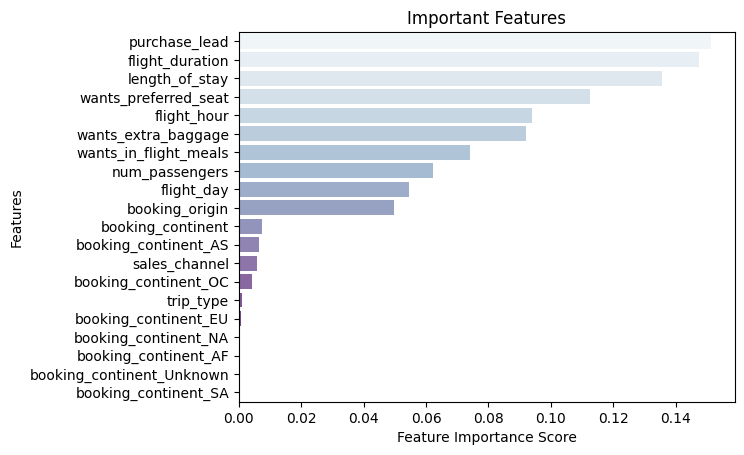 Important Features
purchase_lead
flight_duration
length_of_stay
wants_preferred_seat
flight_hour
wants_extra_baggage
wants_in_flight_meals
num_passengers
flight_day
booking_origin
booking_continent
booking_continent_AS
sales_channel
booking_continent_OC
trip_type
booking_continent_EU
booking_continent_NA
booking_continent_AF
booking_continent_Unknown
booking_continent_SA
Features
0.00 0.02 0.04 0.06 0.08 0.10 0.12 0.14
Feature Importance Score